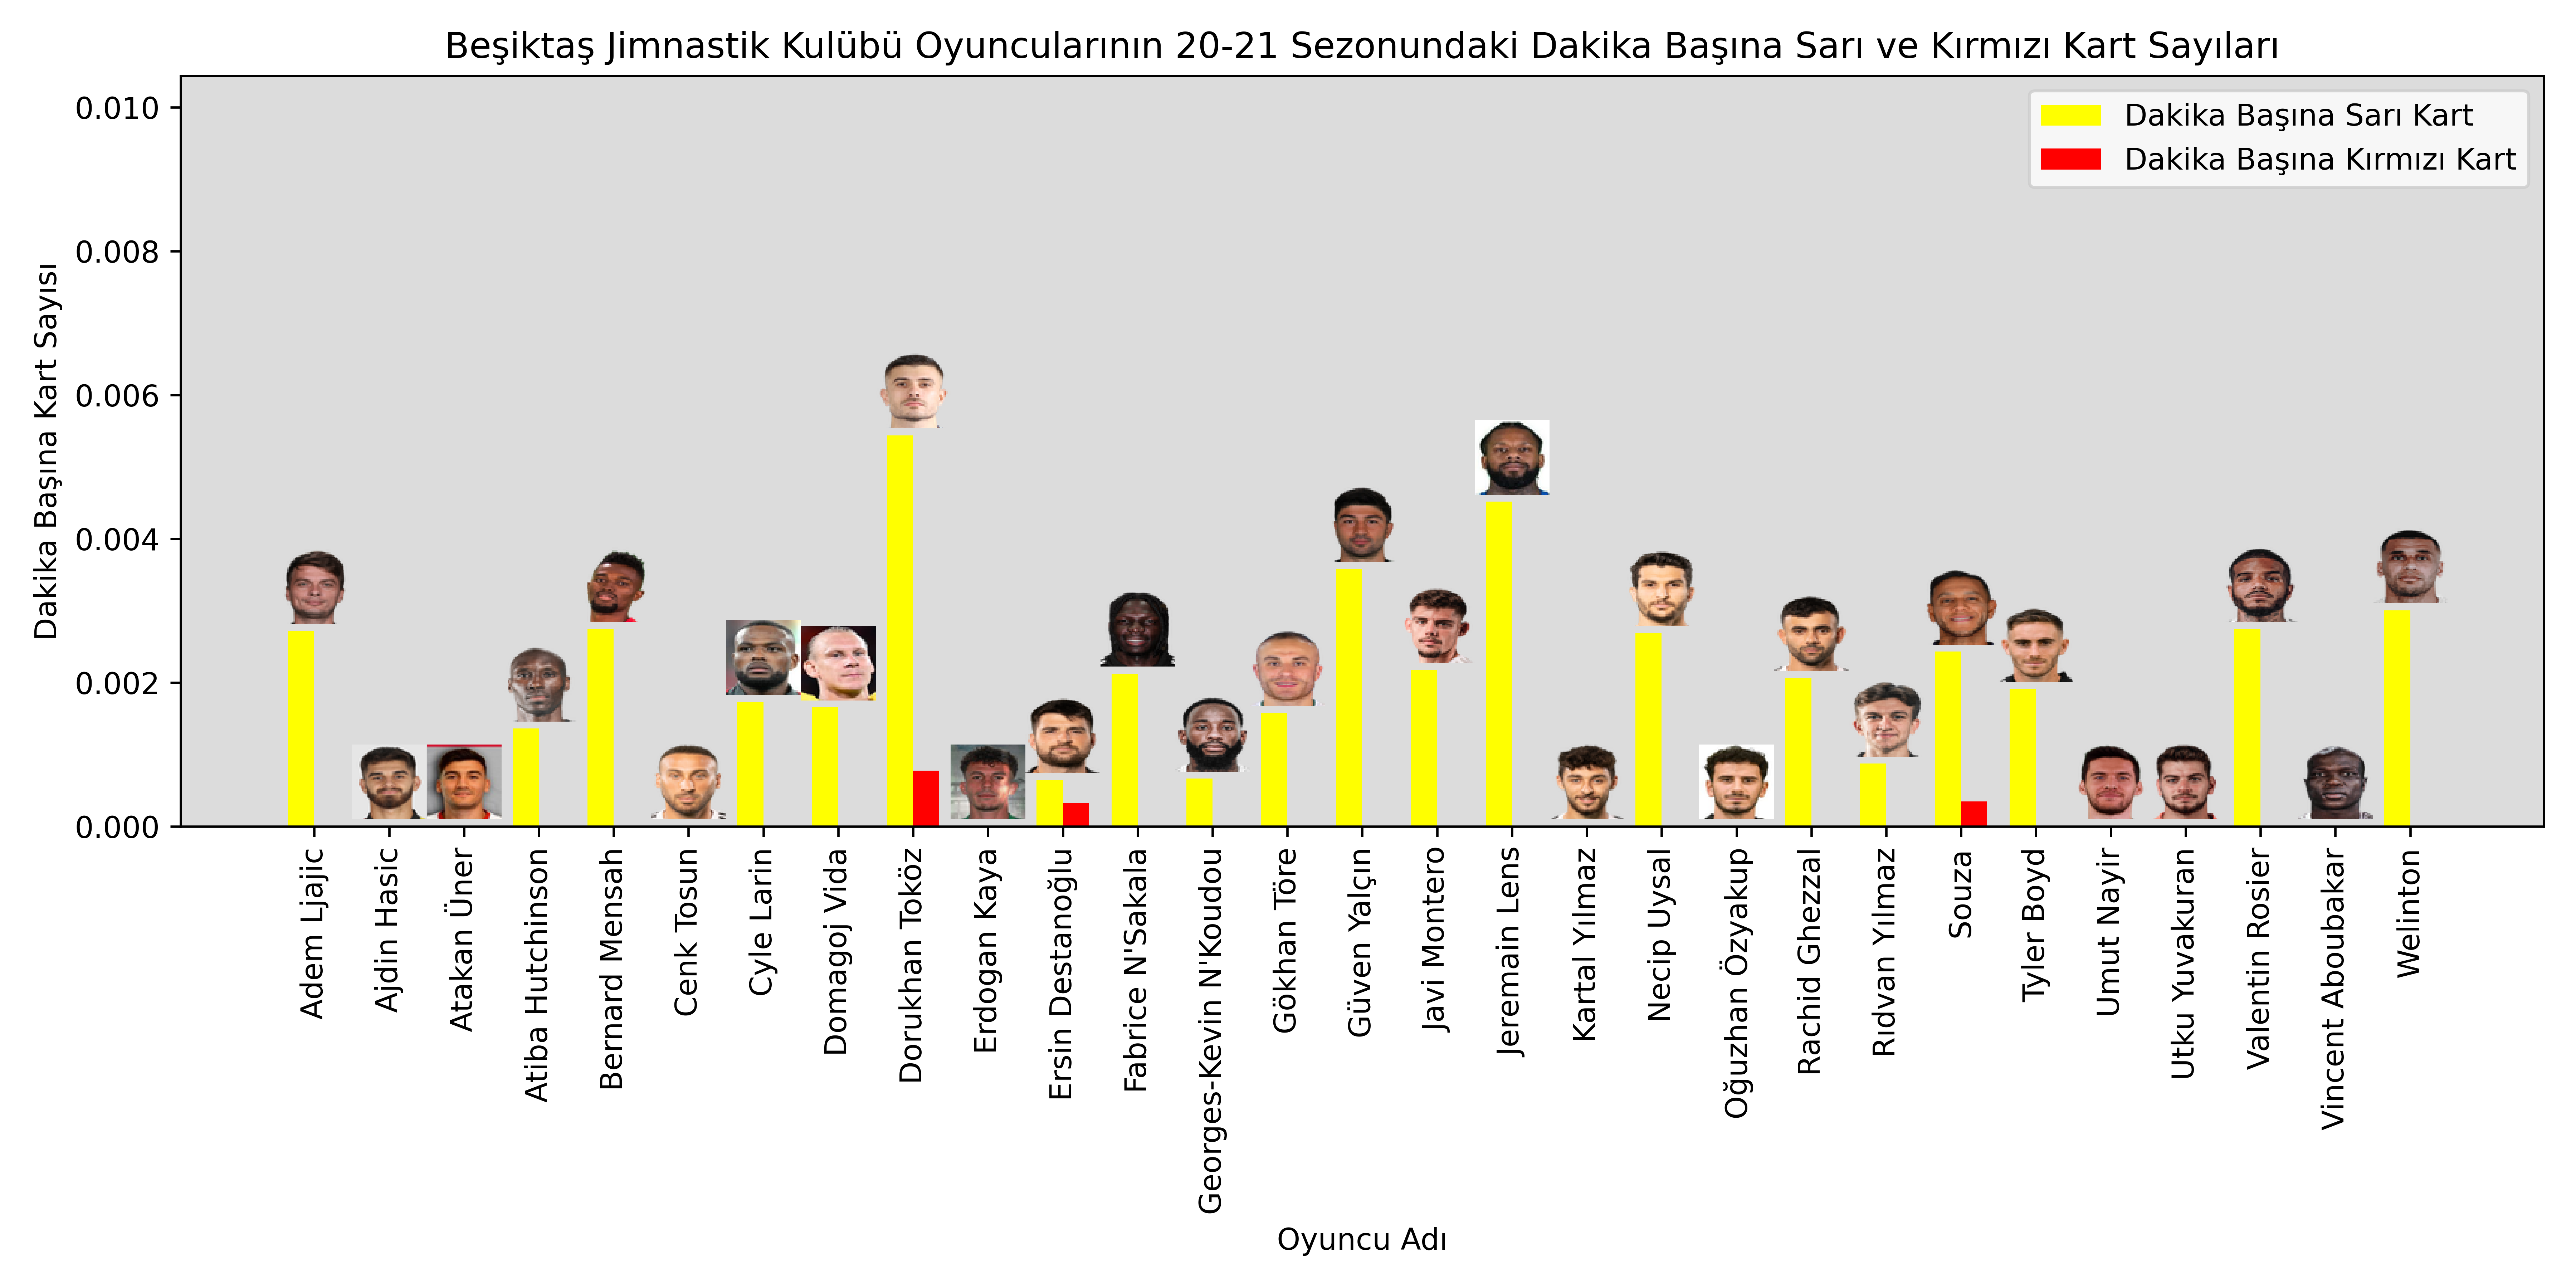 Beşiktaş Jimnastik Kulübü Oyuncularının 20-21 Sezonundaki Dakika Başına Sarı ve Kırmızı Kart Sayıları
Dakika Başına Sarı Kart
Dakika Başına Kırmızı Kart
Dakika Başına Kart Sayısı
0.010
0.008
0.006
0.004
0.002
0.000
Adem Ljajic
Ajdin Hasic
Atakan Üner
Atiba Hutchinson
Bernard Mensah
Cenk Tosun
Cyle Larin
Domagoj Vida
Dorukhan Toköz
Erdogan Kaya
Ersin Destanoğlu
Fabrice N'Sakala
Georges-Kevin N'Koudou
Gökhan Töre
Güven Yalçın
Javi Montero
Jeremain Lens
Kartal Yılmaz
Necip Uysal
Oğuzhan Özyakup
Rachid Ghezzal
Rıdvan Yılmaz
Souza
Tyler Boyd
Umut Nayir
Utku Yuvakuran
Valentin Rosier
Vincent Aboubakar
Welinton
Oyuncu Adı